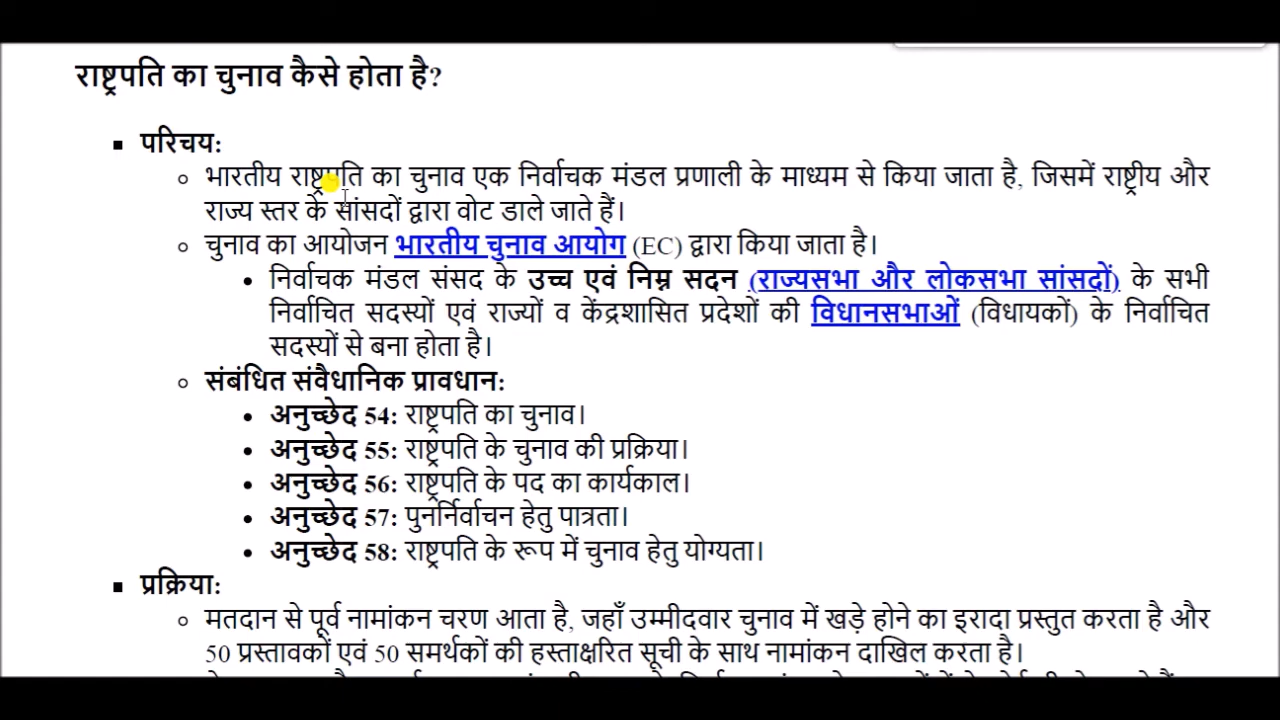 राष्ट्रपति का चुनाव कैसे होता है?
परिचय:
भारतीय राष्ट्रपति का चुनाव एक निर्वाचक मंडल प्रणाली के माध्यम से किया जाता है, जिसमें राष्ट्रीय और
राज्य स्तर के सांसदों द्वारा वोट डाले जाते हैं।
चुनाव का आयोजन भारतीय चुनाव आयोग (EC) द्वारा किया जाता है।
निर्वाचक मंडल संसद के उच्च एवं निम्न सदन (राज्यसभा और लोकसभा सांसदों) के सभी
निर्वाचित सदस्यों एवं राज्यों व केंद्रशासित प्रदेशों की विधानसभाओं (विधायकों) के निर्वाचित
सदस्यों से बना होता है।
संबंधित संवैधानिक प्रावधान:
अनुच्छेद 54: राष्ट्रपति का चुनाव।
अनुच्छेद 55: राष्ट्रपति के चुनाव की प्रक्रिया।
अनुच्छेद 56: राष्ट्रपति के पद का कार्यकाल।
अनुच्छेद 57: पुनर्निर्वाचन हेतु पात्रता।
अनुच्छेद 58: राष्ट्रपति के रूप में चुनाव हेतु योग्यता।
प्रक्रिया:
मतदान से पूर्व नामांकन चरण आता है, जहाँ उम्मीदवार चुनाव में खड़े होने का इरादा प्रस्तुत करता है और
50 प्रस्तावकों एवं 50 समर्थकों की हस्ताक्षरित सूची के साथ नामांकन दाखिल करता है।